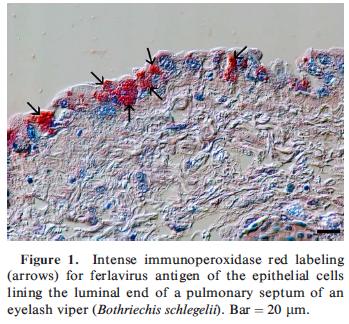 Figure 1. Intense immunoperoxidase red labeling
(arrows) for ferlavirus antigen of the epithelial cells
lining the luminal end of a pulmonary septum of an
eyelash viper (Bothriechis schlegelii). Bar = 20 μm.